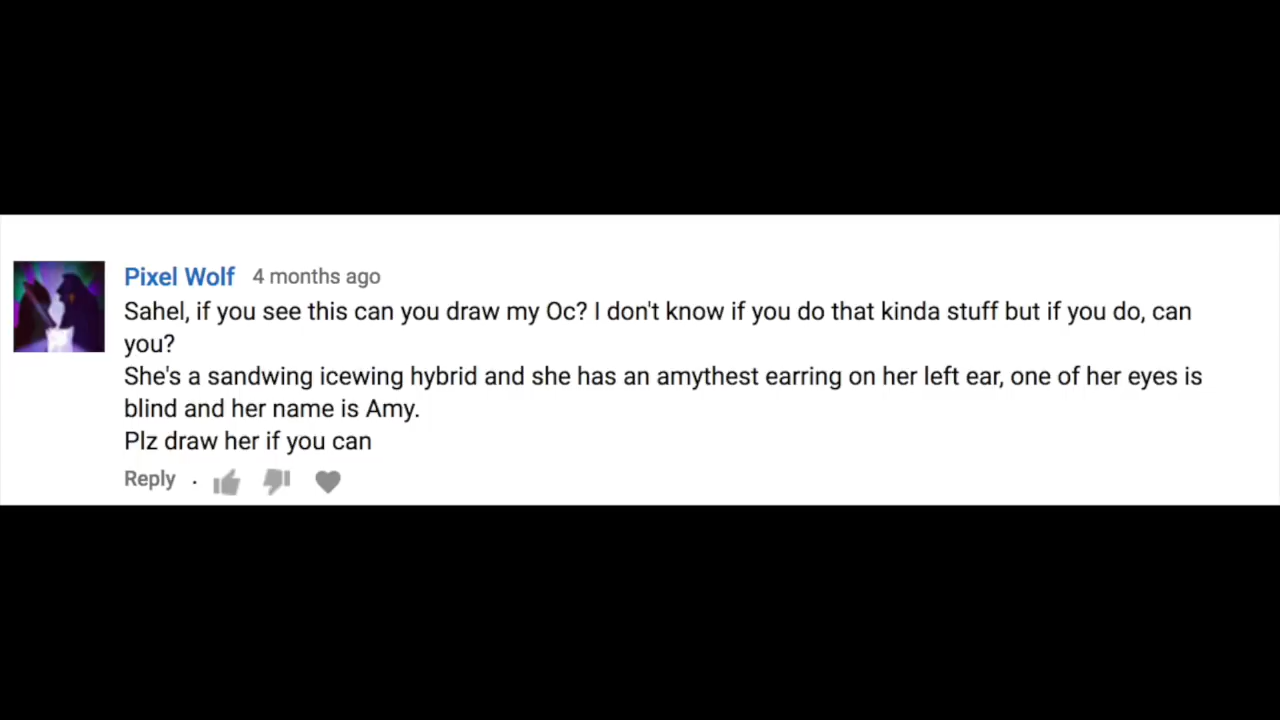 Pixel Wolf 4 months ago
Sahel, if you see this can you draw my Oc? I don't know if you do that kinda stuff but if you do, can
you?
She's a sandwing icewing hybrid and she has an amythest earring on her left ear, one of her eyes is
blind and her name is Amy.
Plz draw her if you can
Reply ·